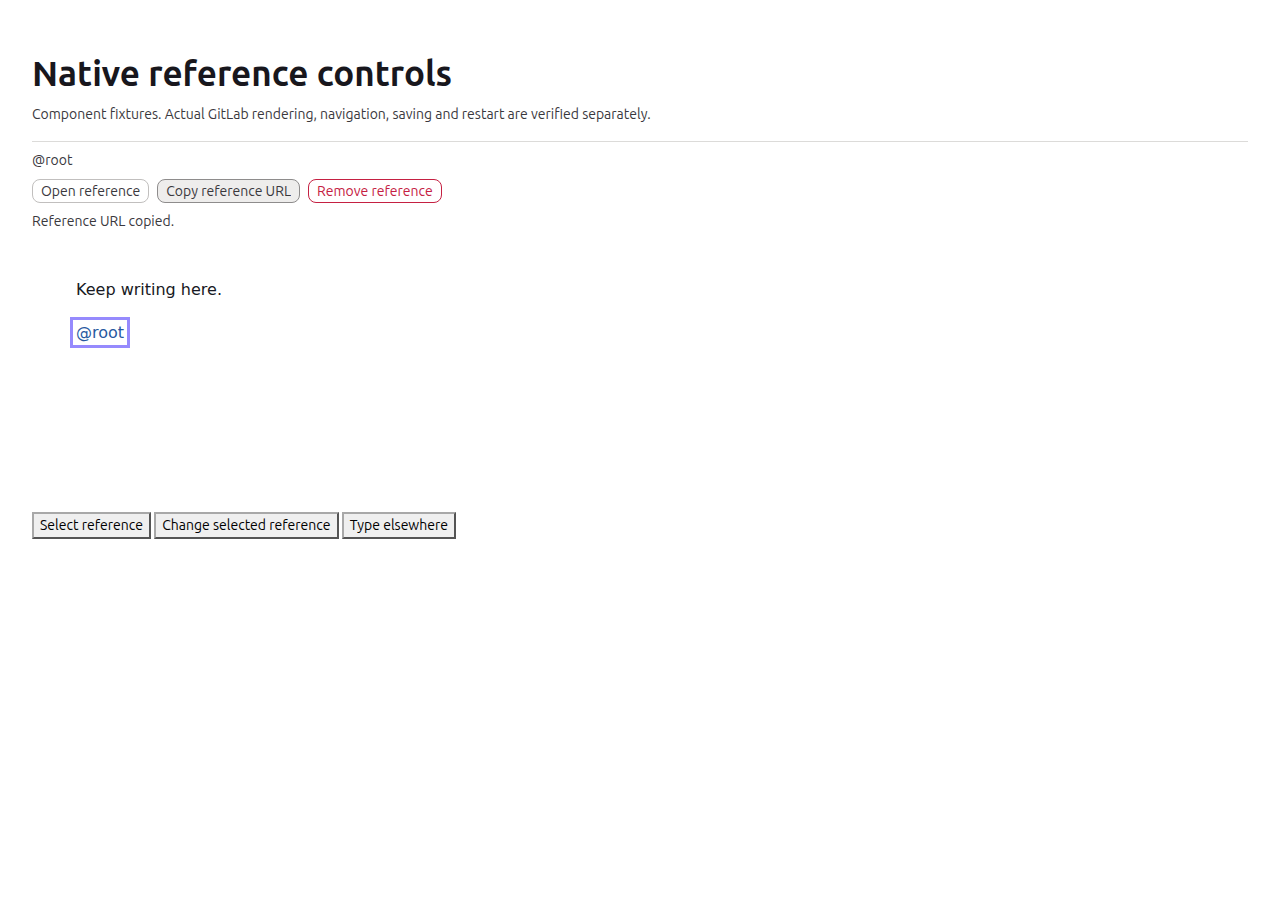 Native reference controls
Component fixtures. Actual GitLab rendering, navigation, saving and restart are verified separately.
@root
Open reference Copy reference URL Remove reference
Reference URL copied.
Keep writing here.
@root
Select reference Change selected reference Type elsewhere